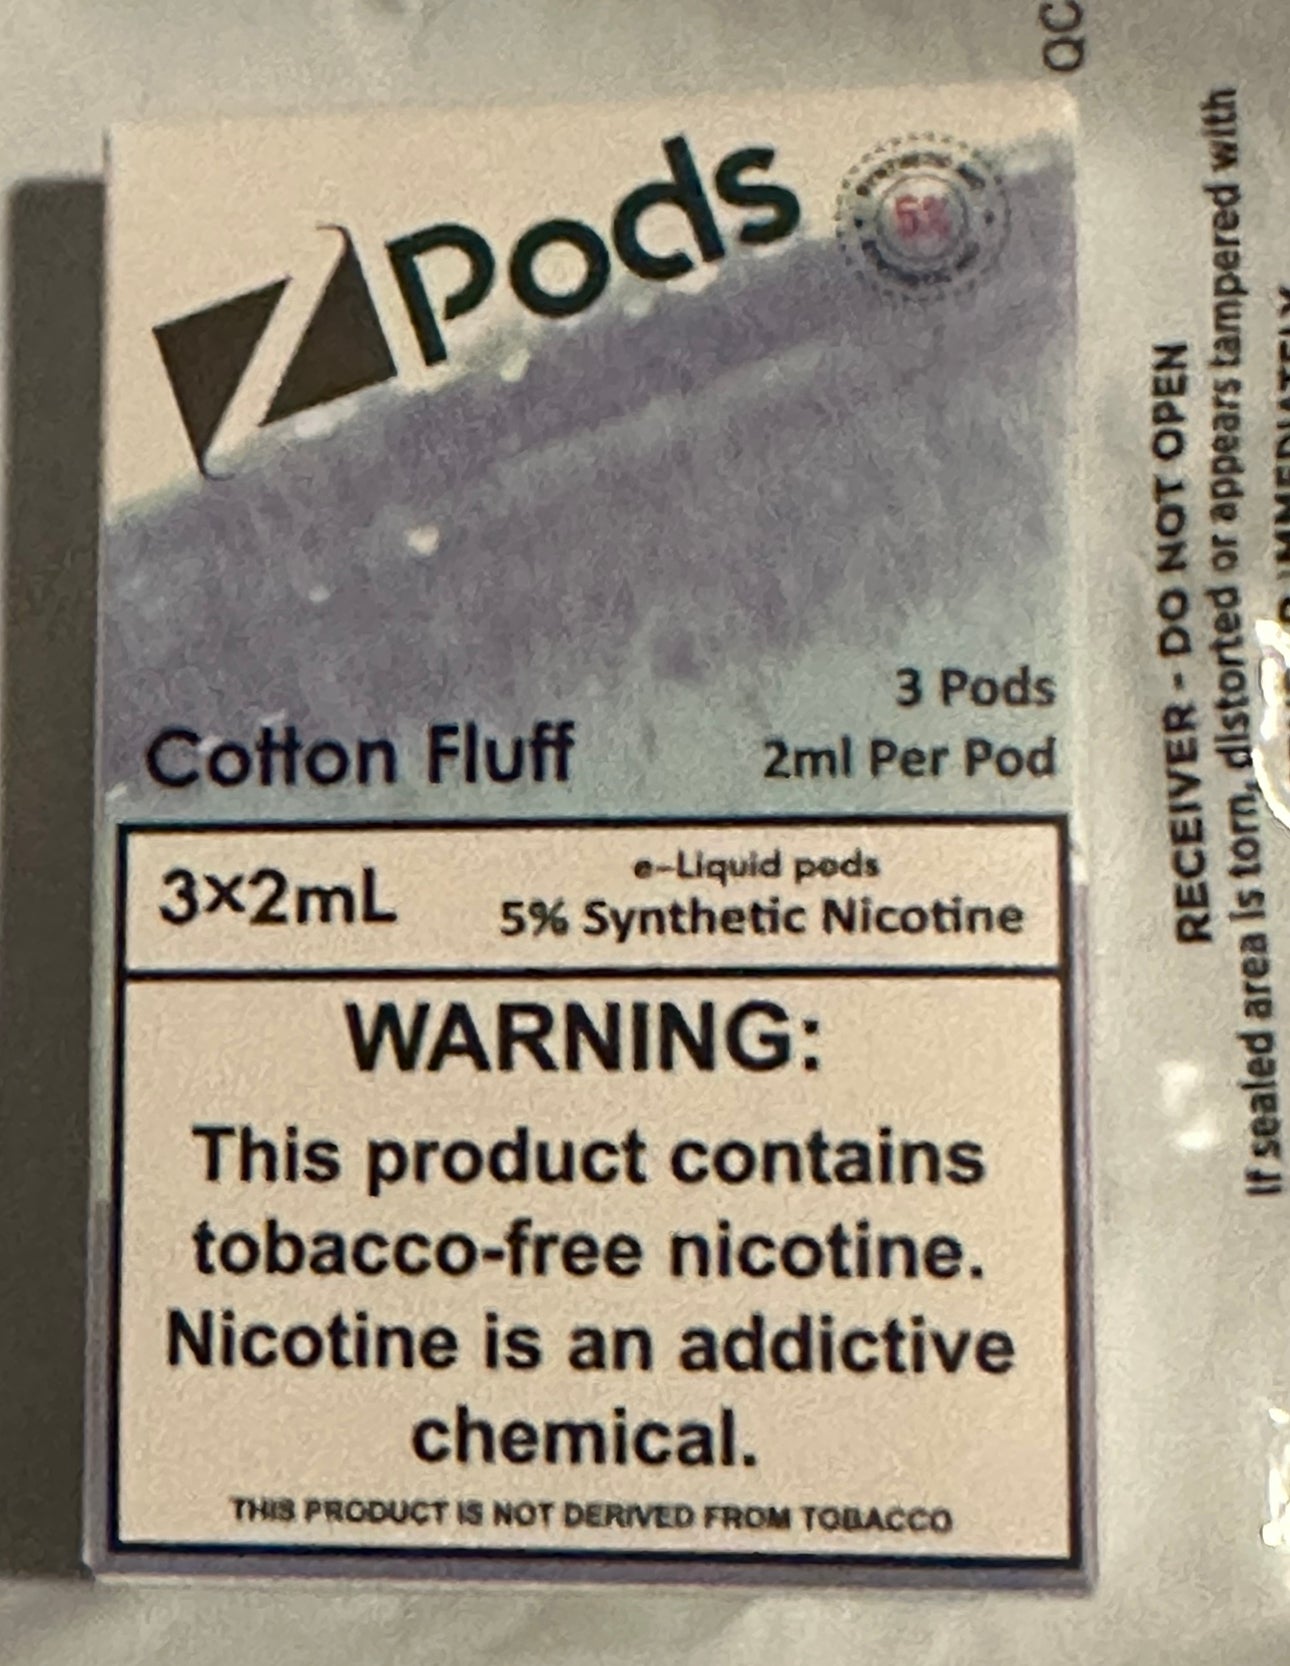 Z Pods
5%
Cotton Fluff
3 Pods
2ml Per Pod
3×2mL
e-Liquid pods
5% Synthetic Nicotine
WARNING:
This product contains
tobacco-free nicotine.
Nicotine is an addictive
chemical.
THIS PRODUCT IS NOT DERIVED FROM TOBACCO
QC
RECEIVER - DO NOT OPEN
If sealed area is torn, distorted or appears tampered with
IMMEDIATELY